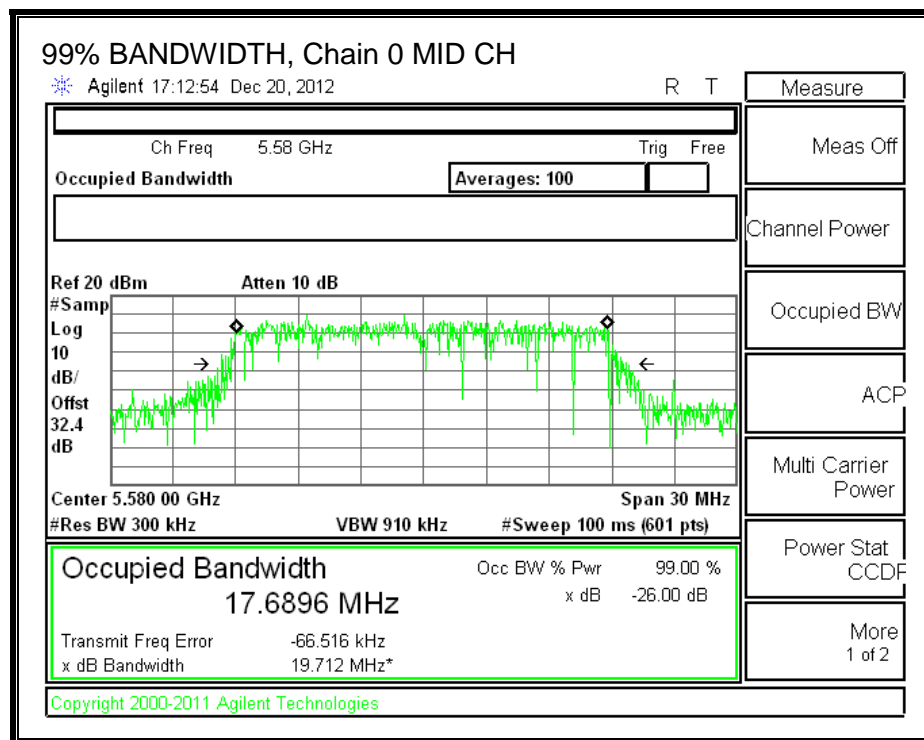 99% BANDWIDTH, Chain 0 MID CH
Agilent 17:12:54 Dec 20, 2012 R T
Measure
Ch Freq 5.58 GHz Trig Free
Occupied Bandwidth Averages: 100
Ref 20 dBm Atten 10 dB
#Samp
Log
10
dB/
Offst
32.4
dB
Center 5.580 00 GHz Span 30 MHz
#Res BW 300 kHz VBW 910 kHz #Sweep 100 ms (601 pts)
Occupied Bandwidth
17.6896 MHz
Occ BW % Pwr 99.00 %
x dB -26.00 dB
Transmit Freq Error -66.516 kHz
x dB Bandwidth 19.712 MHz*
Copyright 2000-2011 Agilent Technologies
Meas Off
Channel Power
Occupied BW
ACP
Multi Carrier
Power
Power Stat
CCDF
More
1 of 2